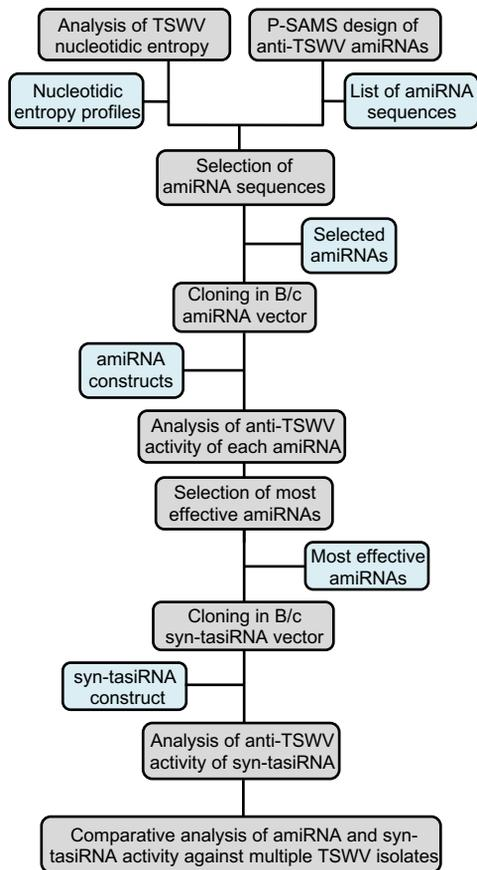 Analysis of TSWV
nucleotidic entropy
P-SAMS design of
anti-TSWV amiRNAs
Nucleotidic
entropy profiles
List of amiRNA
sequences
Selection of
amiRNA sequences
Selected
amiRNAs
Cloning in B/c
amiRNA vector
amiRNA
constructs
Analysis of anti-TSWV
activity of each amiRNA
Selection of most
effective amiRNAs
Most effective
amiRNAs
Cloning in B/c
syn-tasiRNA vector
syn-tasiRNA
construct
Analysis of anti-TSWV
activity of syn-tasiRNA
Comparative analysis of amiRNA and syn-
tasiRNA activity against multiple TSWV isolates